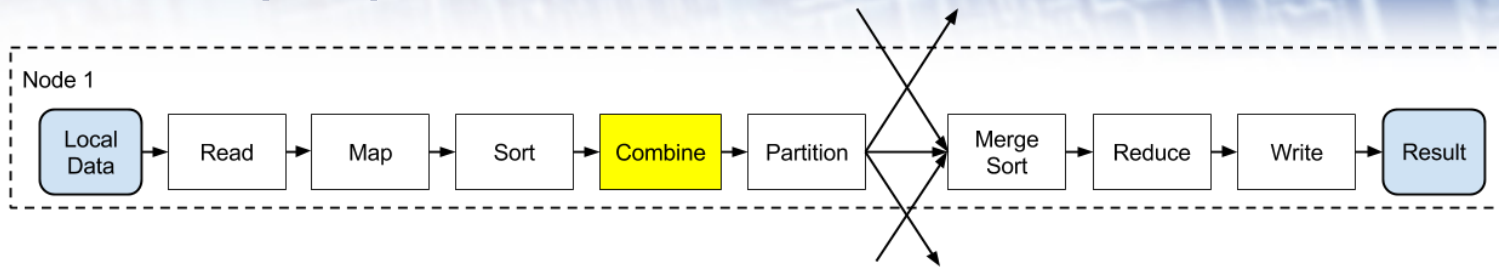 Node 1
Local
Data
Read
Map
Sort
Combine
Partition
Merge
Sort
Reduce
Write
Result